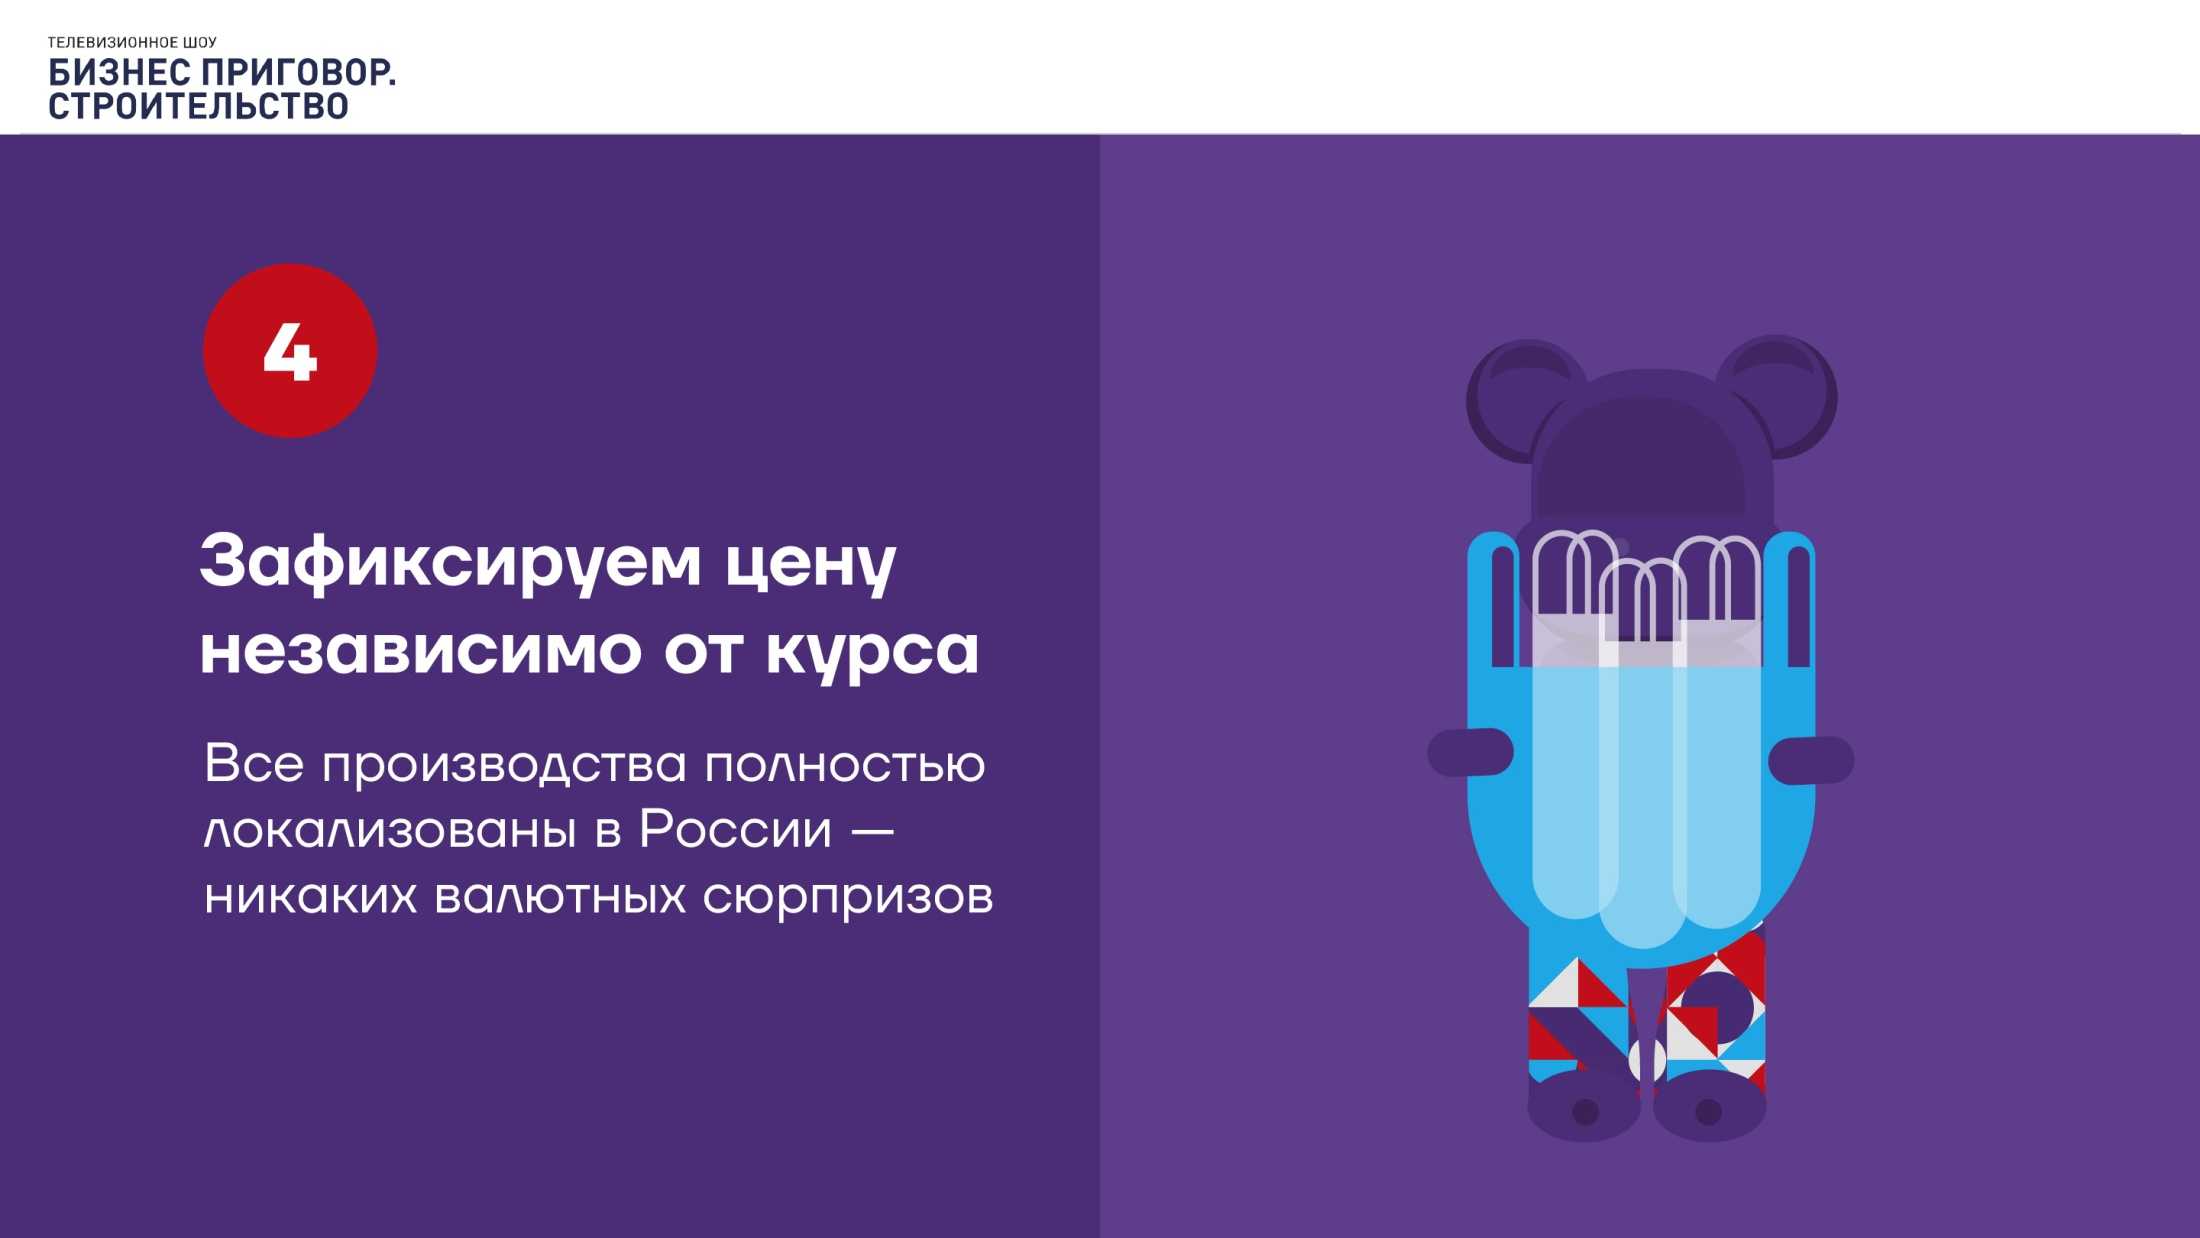 ТЕЛЕВИЗИОННОЕ ШОУ
БИЗНЕС ПРИГОВОР.
СТРОИТЕЛЬСТВО
4
Зафиксируем цену
независимо от курса
Все производства полностью
локализованы в России —
никаких валютных сюрпризов